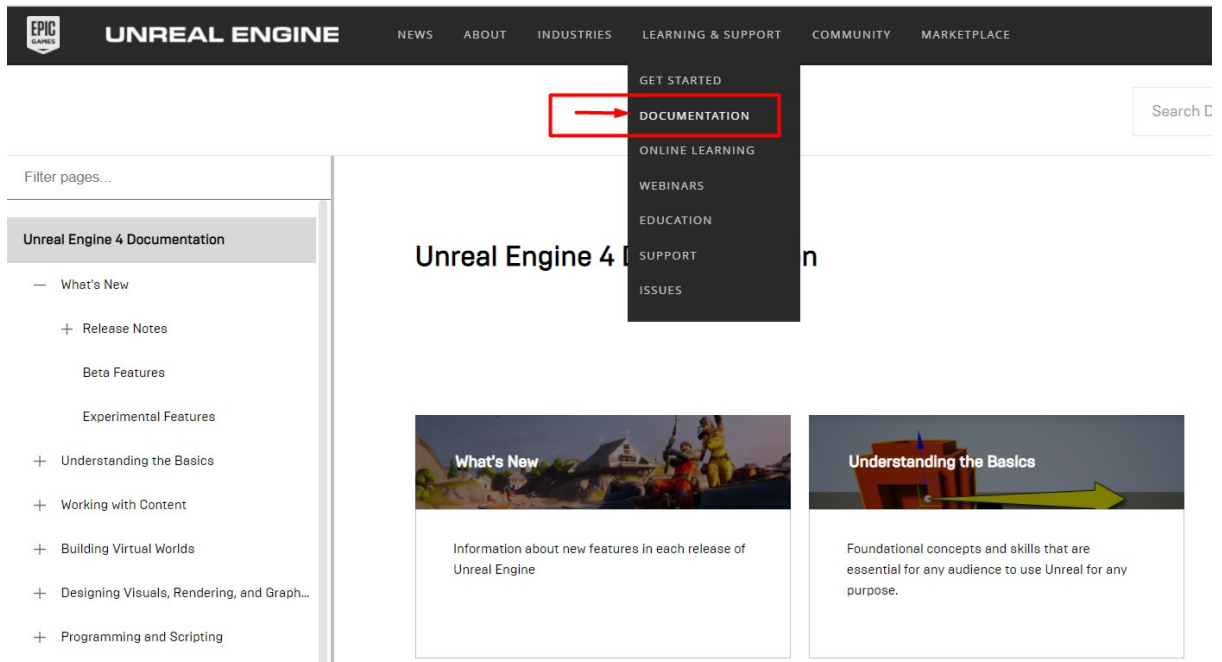 EPIC
GAMES
UNREAL ENGINE
NEWS
ABOUT
INDUSTRIES
LEARNING & SUPPORT
COMMUNITY
MARKETPLACE
GET STARTED
DOCUMENTATION
ONLINE LEARNING
WEBINARS
EDUCATION
SUPPORT
ISSUES
Search D
Filter pages...
Unreal Engine 4 Documentation
What's New
Release Notes
Beta Features
Experimental Features
Understanding the Basics
Working with Content
Building Virtual Worlds
Designing Visuals, Rendering, and Graph...
Programming and Scripting
Unreal Engine 4 
What's New
Information about new features in each release of
Unreal Engine
Understanding the Basics
Foundational concepts and skills that are
essential for any audience to use Unreal for any
purpose.